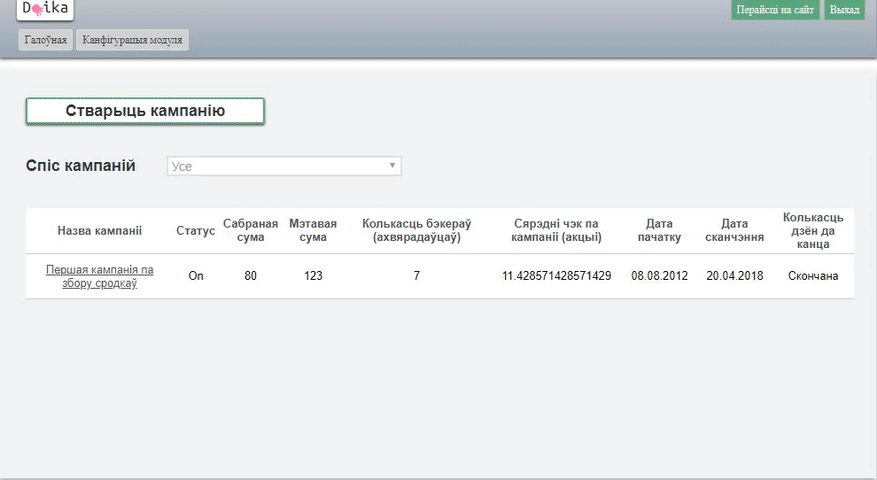 Doika
Перайсці на сайт Выхад
Галоўная Канфігурацыя модуля
Стварыць кампанію
Спіс кампаній Усе
Назва кампаніі Статус Сабраная сума Мэтавая сума Колькасць бэкераў (ахвярадаўцаў) Сярэдні чэк па кампаніі (акцыі) Дата пачатку Дата сканчэння Колькасць дзён да канца
Першая кампанія па збору сродкаў On 80 123 7 11.428571428571429 08.08.2012 20.04.2018 Скончана